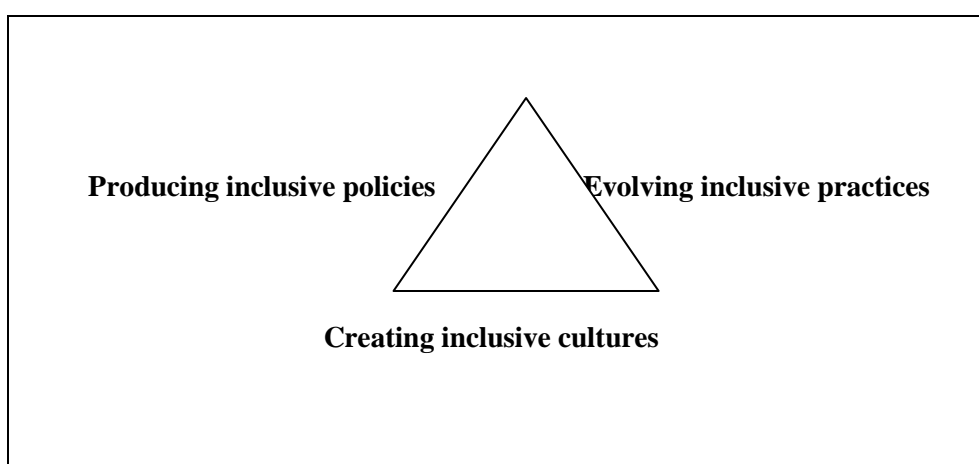 Producing inclusive policies
Evolving inclusive practices
Creating inclusive cultures